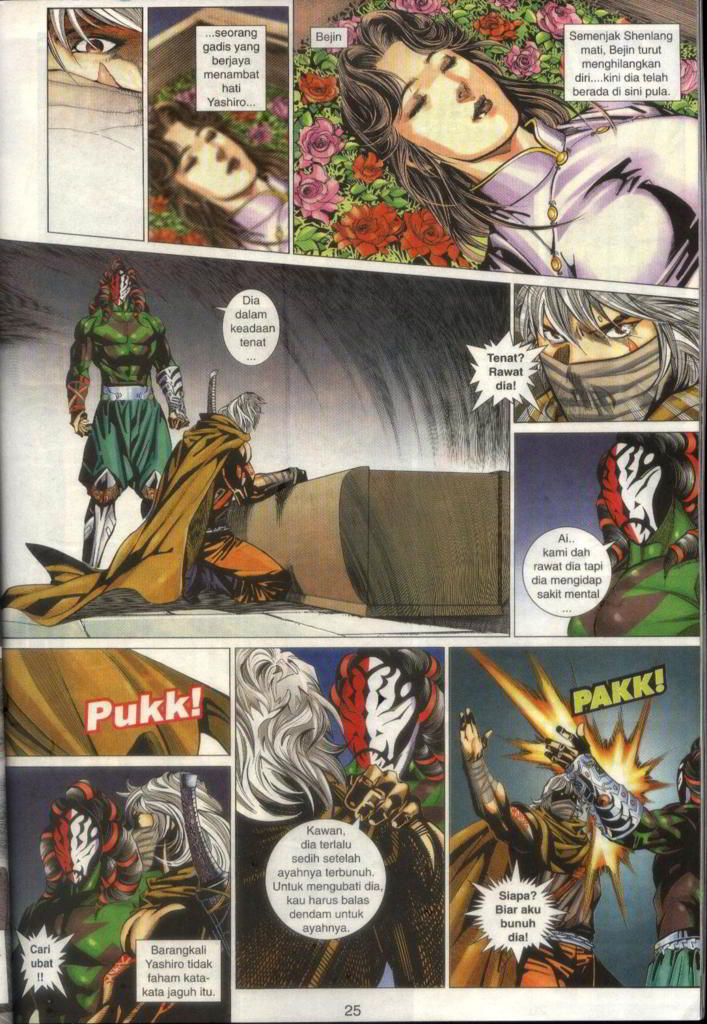 ...seorang
gadis yang
berjaya
menambat
hati
Yashiro...
Bejin
Semenjak Shenlang
mati, Bejin turut
menghilangkan
diri....kini dia telah
berada di sini pula.
Dia
dalam
keadaan
tenat
...
Tenat?
Rawat
dia!
Ai..
kami dah
rawat dia tapi
dia mengidap
sakit mental
...
Pukk!
Cari
ubat
!!
Barangkali
Yashiro tidak
faham kata-
kata jaguh itu.
Kawan,
dia terlalu
sedih setelah
ayahnya terbunuh.
Untuk mengubati dia,
kau harus balas
dendam untuk
ayahnya.
PAKK!
Siapa?
Biar aku
bunuh
dia!
25